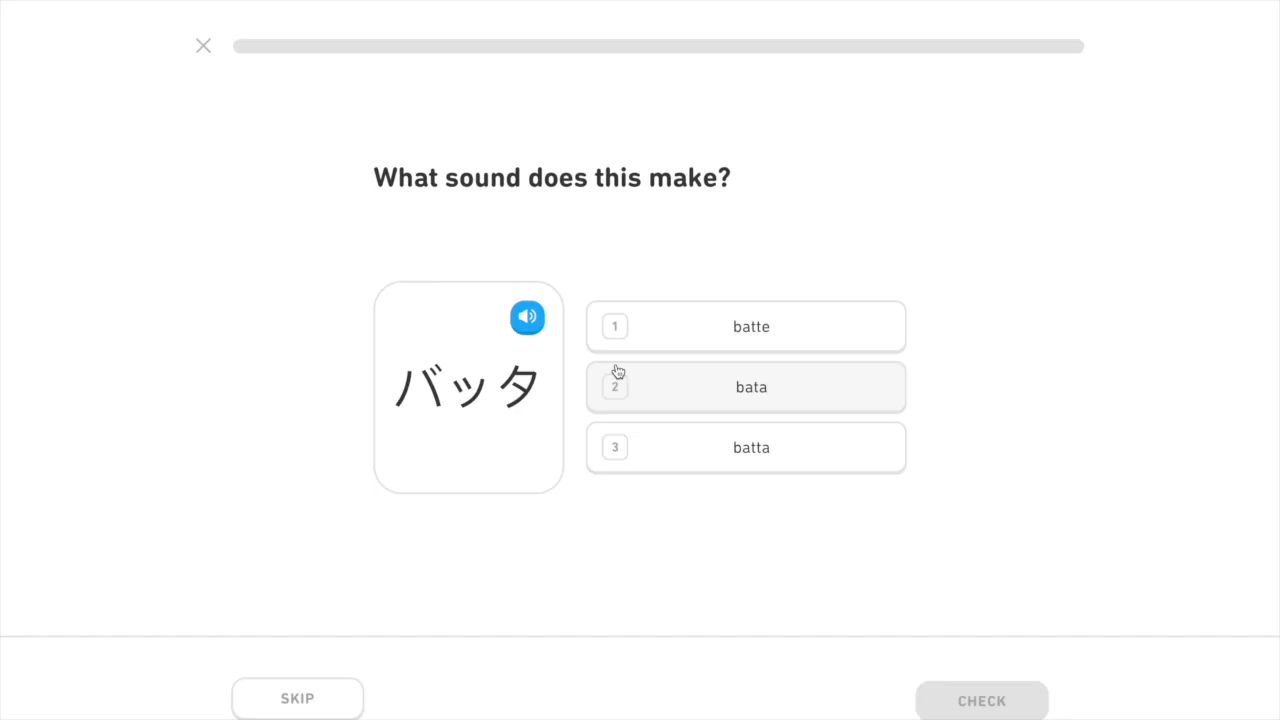 What sound does this make?
バッタ
1 batte
2 bata
3 batta
SKIP
CHECK